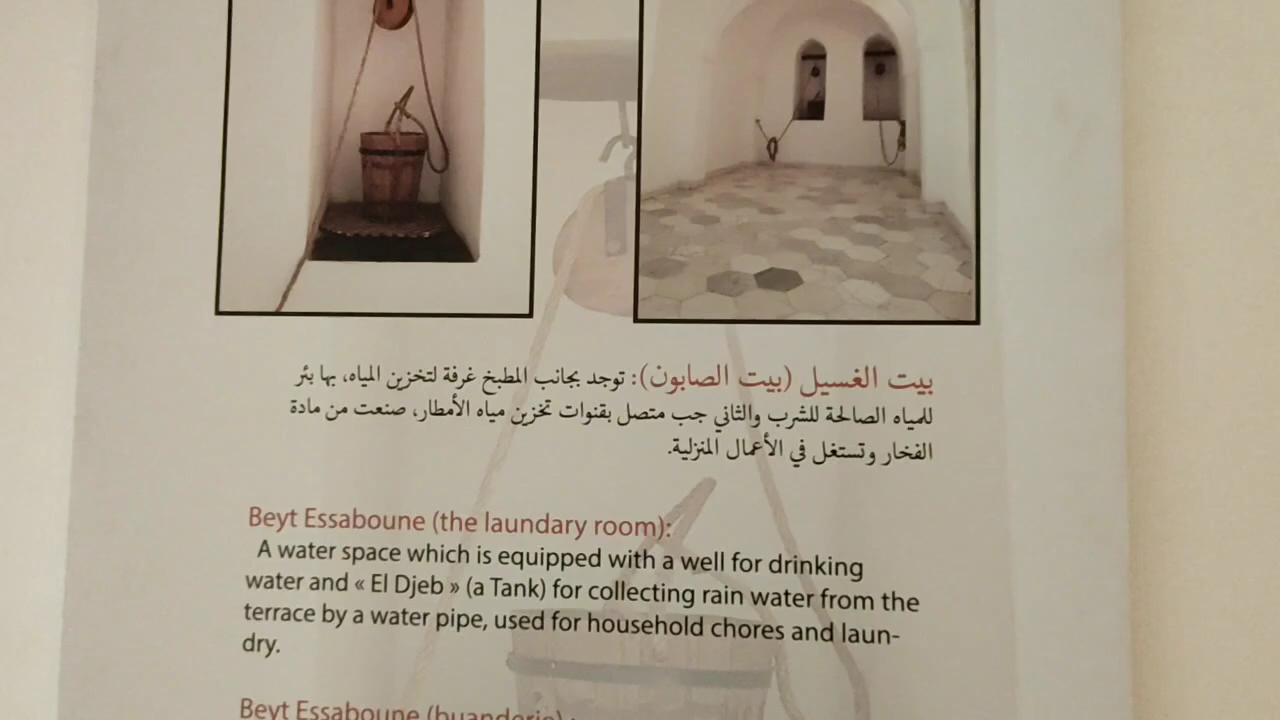 بيت الغسيل (بيت الصابون): توجد بجانب المطبخ غرفة لتخزين المياه، بها بئر
للمياه الصالحة للشرب والثاني جب متصل بقنوات تخزين مياه الأمطار، صنعت من مادة
الفخار وتستغل في الأعمال المنزلية.
Beyt Essaboune (the laundary room):
A water space which is equipped with a well for drinking
water and « El Djeb » (a Tank) for collecting rain water from the
terrace by a water pipe, used for household chores and laun-
dry.
Beyt Essaboune (buanderie) :